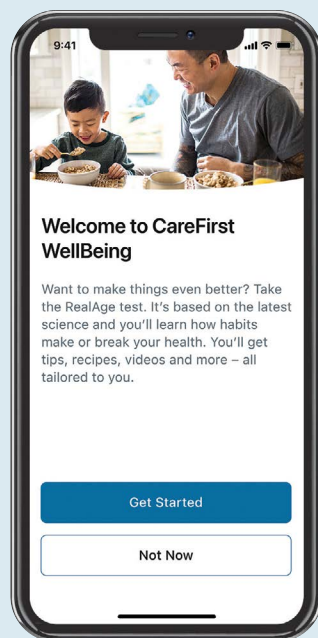 9:41
Welcome to CareFirst
WellBeing
Want to make things even better? Take
the RealAge test. It’s based on the latest
science and you’ll learn how habits
make or break your health. You’ll get
tips, recipes, videos and more – all
tailored to you.
Get Started
Not Now